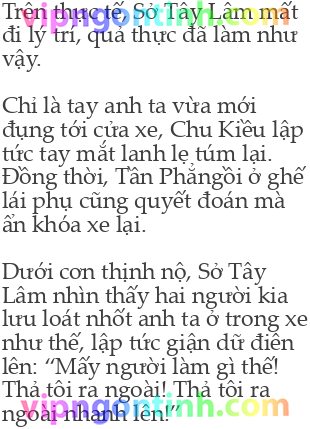 Trên thực tế, Sở Tây Lâm mất
đi lý trí, quả thực đã làm như
vậy.
Chỉ là tay anh ta vừa mới
đụng tới cửa xe, Chu Kiều lập
tức tay mắt lanh lẹ túm lại.
Đồng thời, Tần Phẳngồi ở ghế
lái phụ cũng quyết đoán mà
ấn khóa xe lại.
Dưới cơn thịnh nộ, Sở Tây
Lâm nhìn thấy hai người kia
lưu loát nhốt anh ta ở trong xe
như thế, lập tức giận dữ điên
lên: “Mấy người làm gì thế!
Thả tôi ra ngoài! Thả tôi ra
ngoài nhanh lên!”
vipngontinh.com
vipngontinh.com